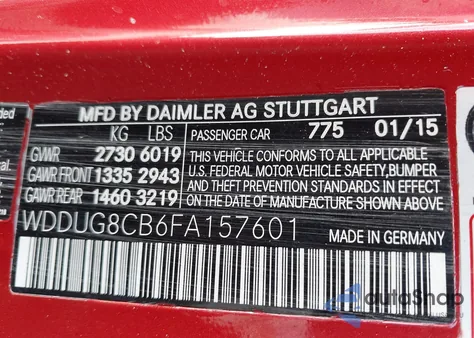 MFD BY DAIMLER AG STUTTGART
KG LBS
PASSENGER CAR 775 01/15
GVWR 2730 6019
GAWR FRONT 1335 2943
GAWR REAR 1460 3219
THIS VEHICLE CONFORMS TO ALL APPLICABLE
U.S. FEDERAL MOTOR VEHICLE SAFETY, BUMPER
AND THEFT PREVENTION STANDARDS IN EFFECT
ON THE DATE OF MANUFACTURE SHOWN ABOVE
WDDUG8CB6FA157601
MADE IN GERMANY
autoSnap